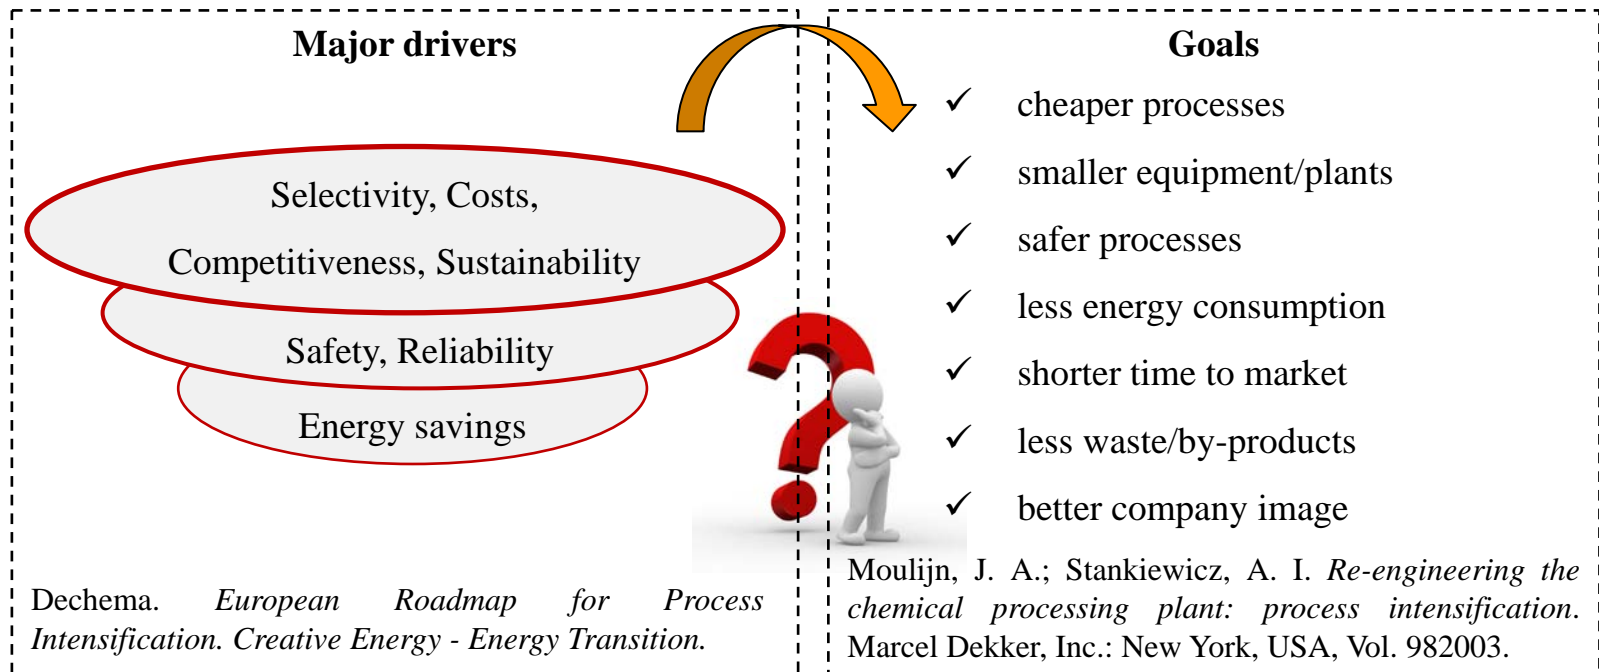 Major drivers
Selectivity, Costs,
Competitiveness, Sustainability
Safety, Reliability
Energy savings
Dechema. European Roadmap for Process
Intensification. Creative Energy - Energy Transition.
Goals
✓ cheaper processes
✓ smaller equipment/plants
✓ safer processes
✓ less energy consumption
✓ shorter time to market
✓ less waste/by-products
✓ better company image
Moulijn, J. A.; Stankiewicz, A. I. Re-engineering the
chemical processing plant: process intensification.
Marcel Dekker, Inc.: New York, USA, Vol. 982003.